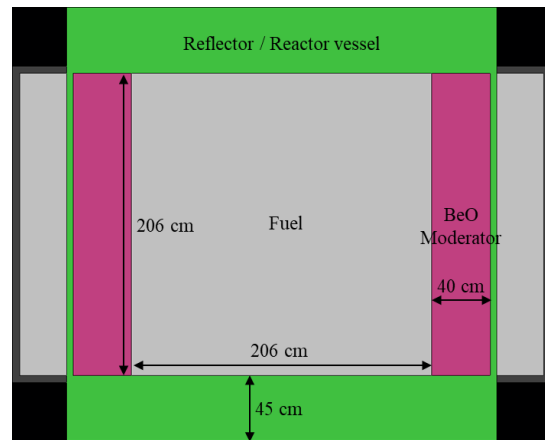 Reflector / Reactor vessel
206 cm
Fuel
BeO
Moderator
40 cm
206 cm
45 cm